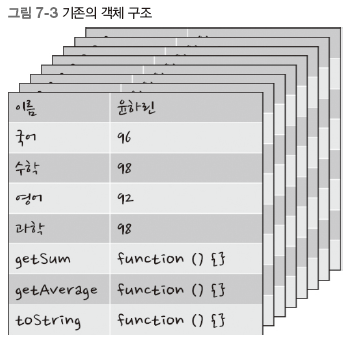 그림 7-3 기존의 객체 구조
이름 윤하린
국어 96
수학 98
영어 92
과학 98
getSum function () {}
getAverage function () {}
toString function () {}